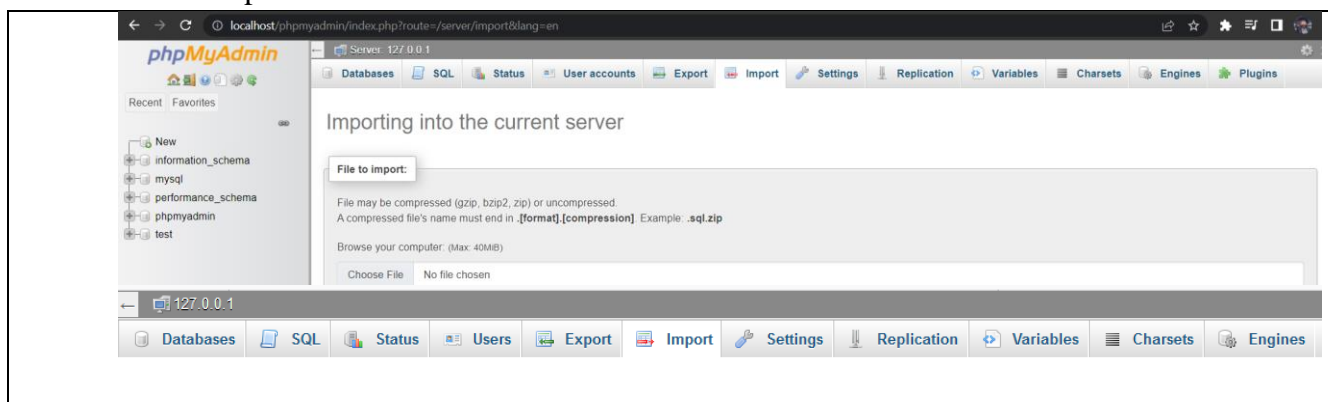 localhost/phpmyadmin/index.php?route=/server/import&lang=en
phpMyAdmin
Server: 127.0.0.1
Databases SQL Status User accounts Export Import Settings Replication Variables Charsets Engines Plugins
Recent Favorites
Importing into the current server
New
information_schema
mysql
performance_schema
phpmyadmin
test
File to import:
File may be compressed (gzip, bzip2, zip) or uncompressed.
A compressed file's name must end in .[format].[compression]. Example: .sql.zip
Browse your computer: (Max: 40MiB)
Choose File No file chosen
127.0.0.1
Databases SQL Status Users Export Import Settings Replication Variables Charsets Engines